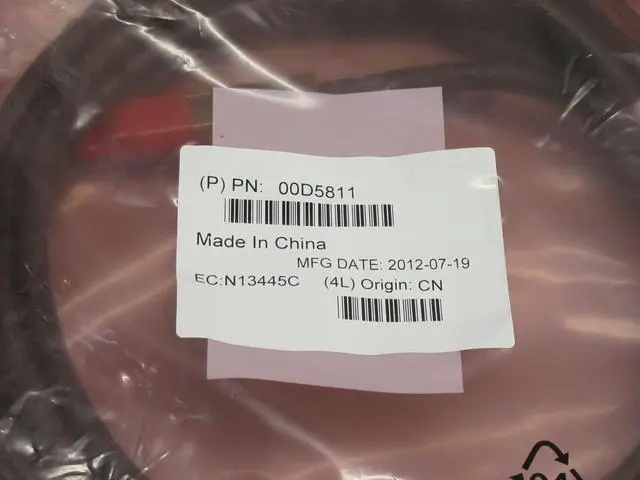 (P) PN: 00D5811
Made In China
MFG DATE: 2012-07-19
EC:N13445C (4L) Origin: CN